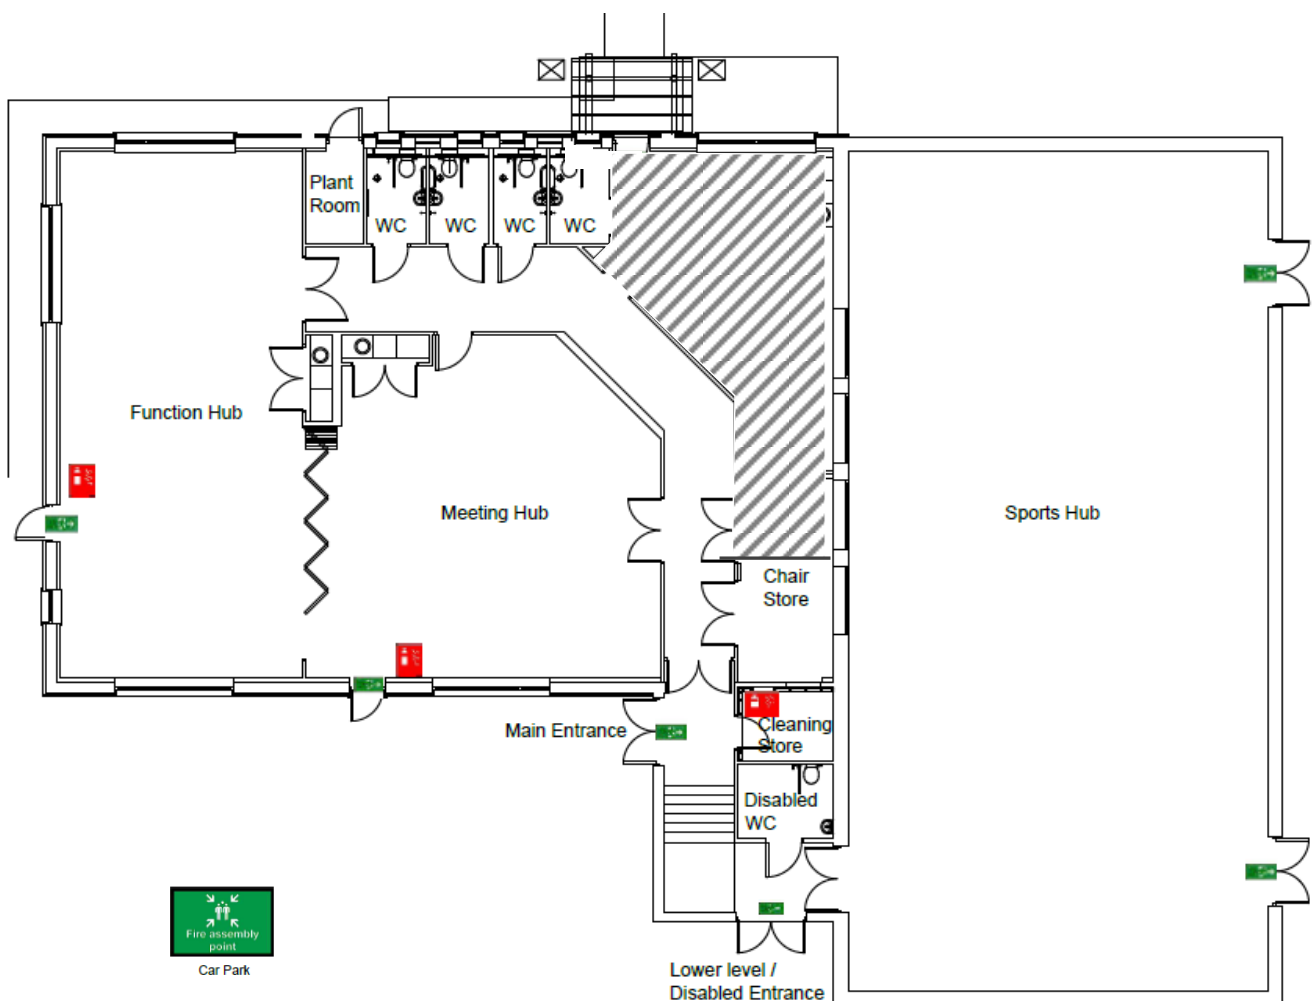 Plant
Room
WC
WC
WC
WC
Function Hub
Meeting Hub
Sports Hub
Chair
Store
Main Entrance
Cleaning
Store
Disabled
WC
Fire assembly
point
Car Park
Lower level /
Disabled Entrance